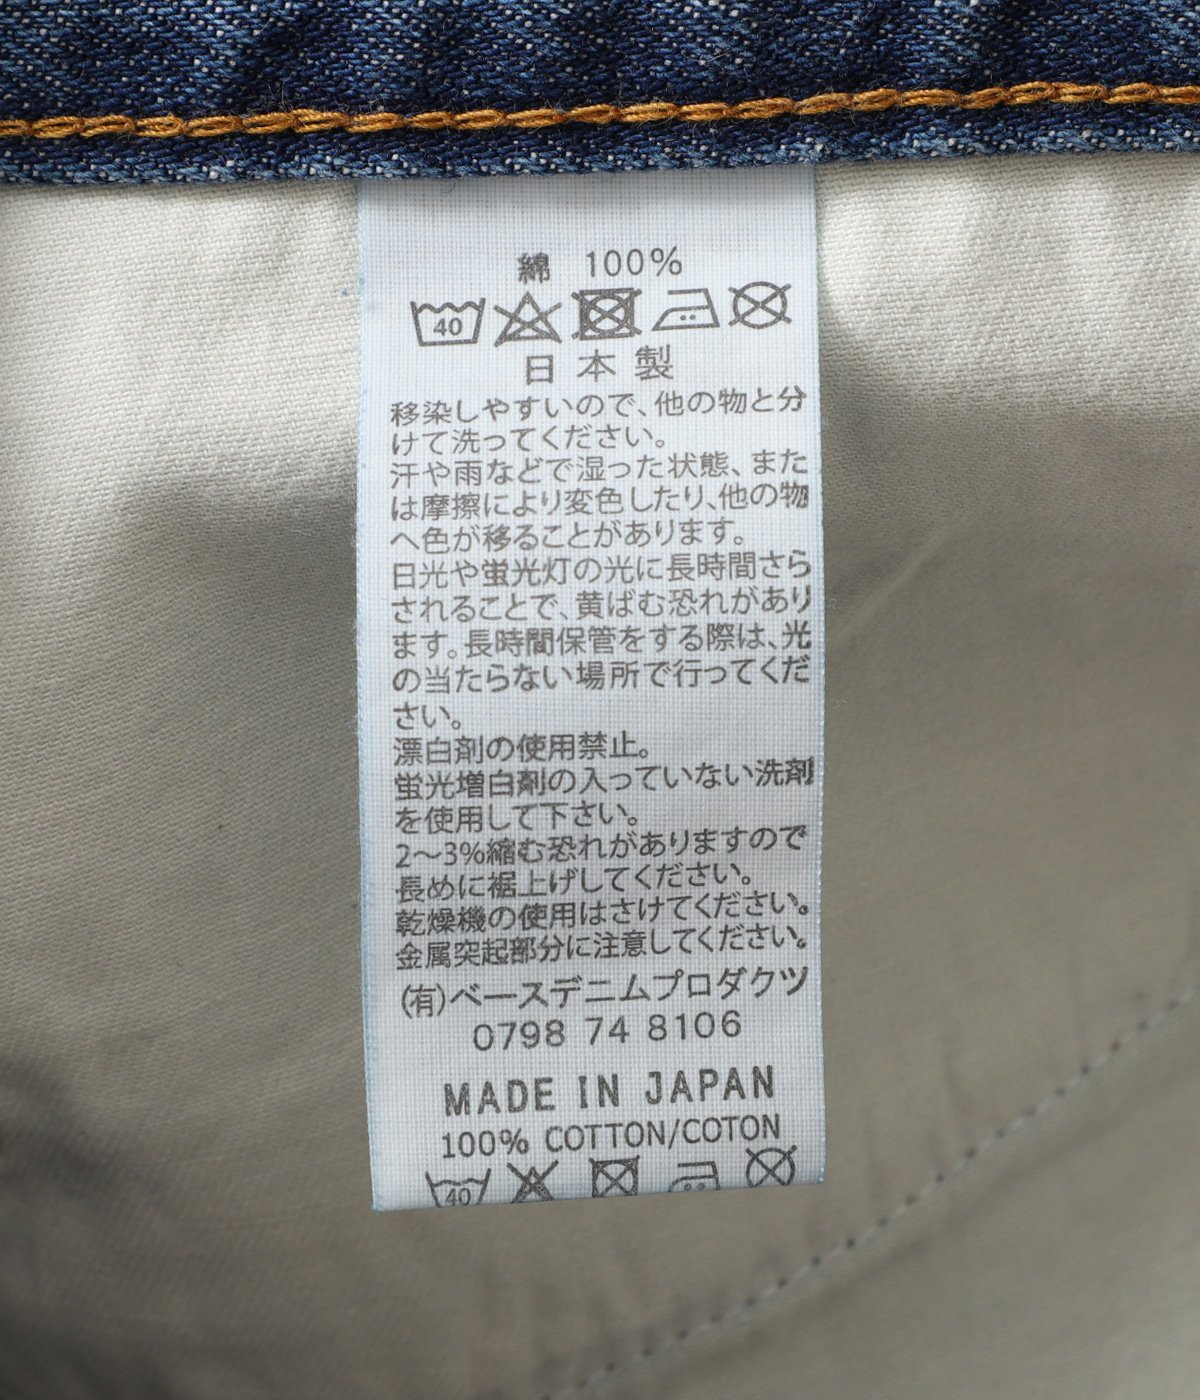 綿 100%
40
日本製
移染しやすいので、他の物と分
けて洗ってください。
汗や雨などで湿った状態、また
は摩擦により変色したり、他の物
へ色が移ることがあります。
日光や蛍光灯の光に長時間さら
されることで、黄ばむ恐れがあり
ます。長時間保管をする際は、光
の当たらない場所で行ってくだ
さい。
漂白剤の使用禁止。
蛍光増白剤の入っていない洗剤
を使用して下さい。
2〜3%縮む恐れがありますので
長めに裾上げしてください。
乾燥機の使用はさけてください。
金属突起部分に注意してください。
(有)ベースデニムプロダクツ
0798 74 8106
MADE IN JAPAN
100% COTTON/COTON
40